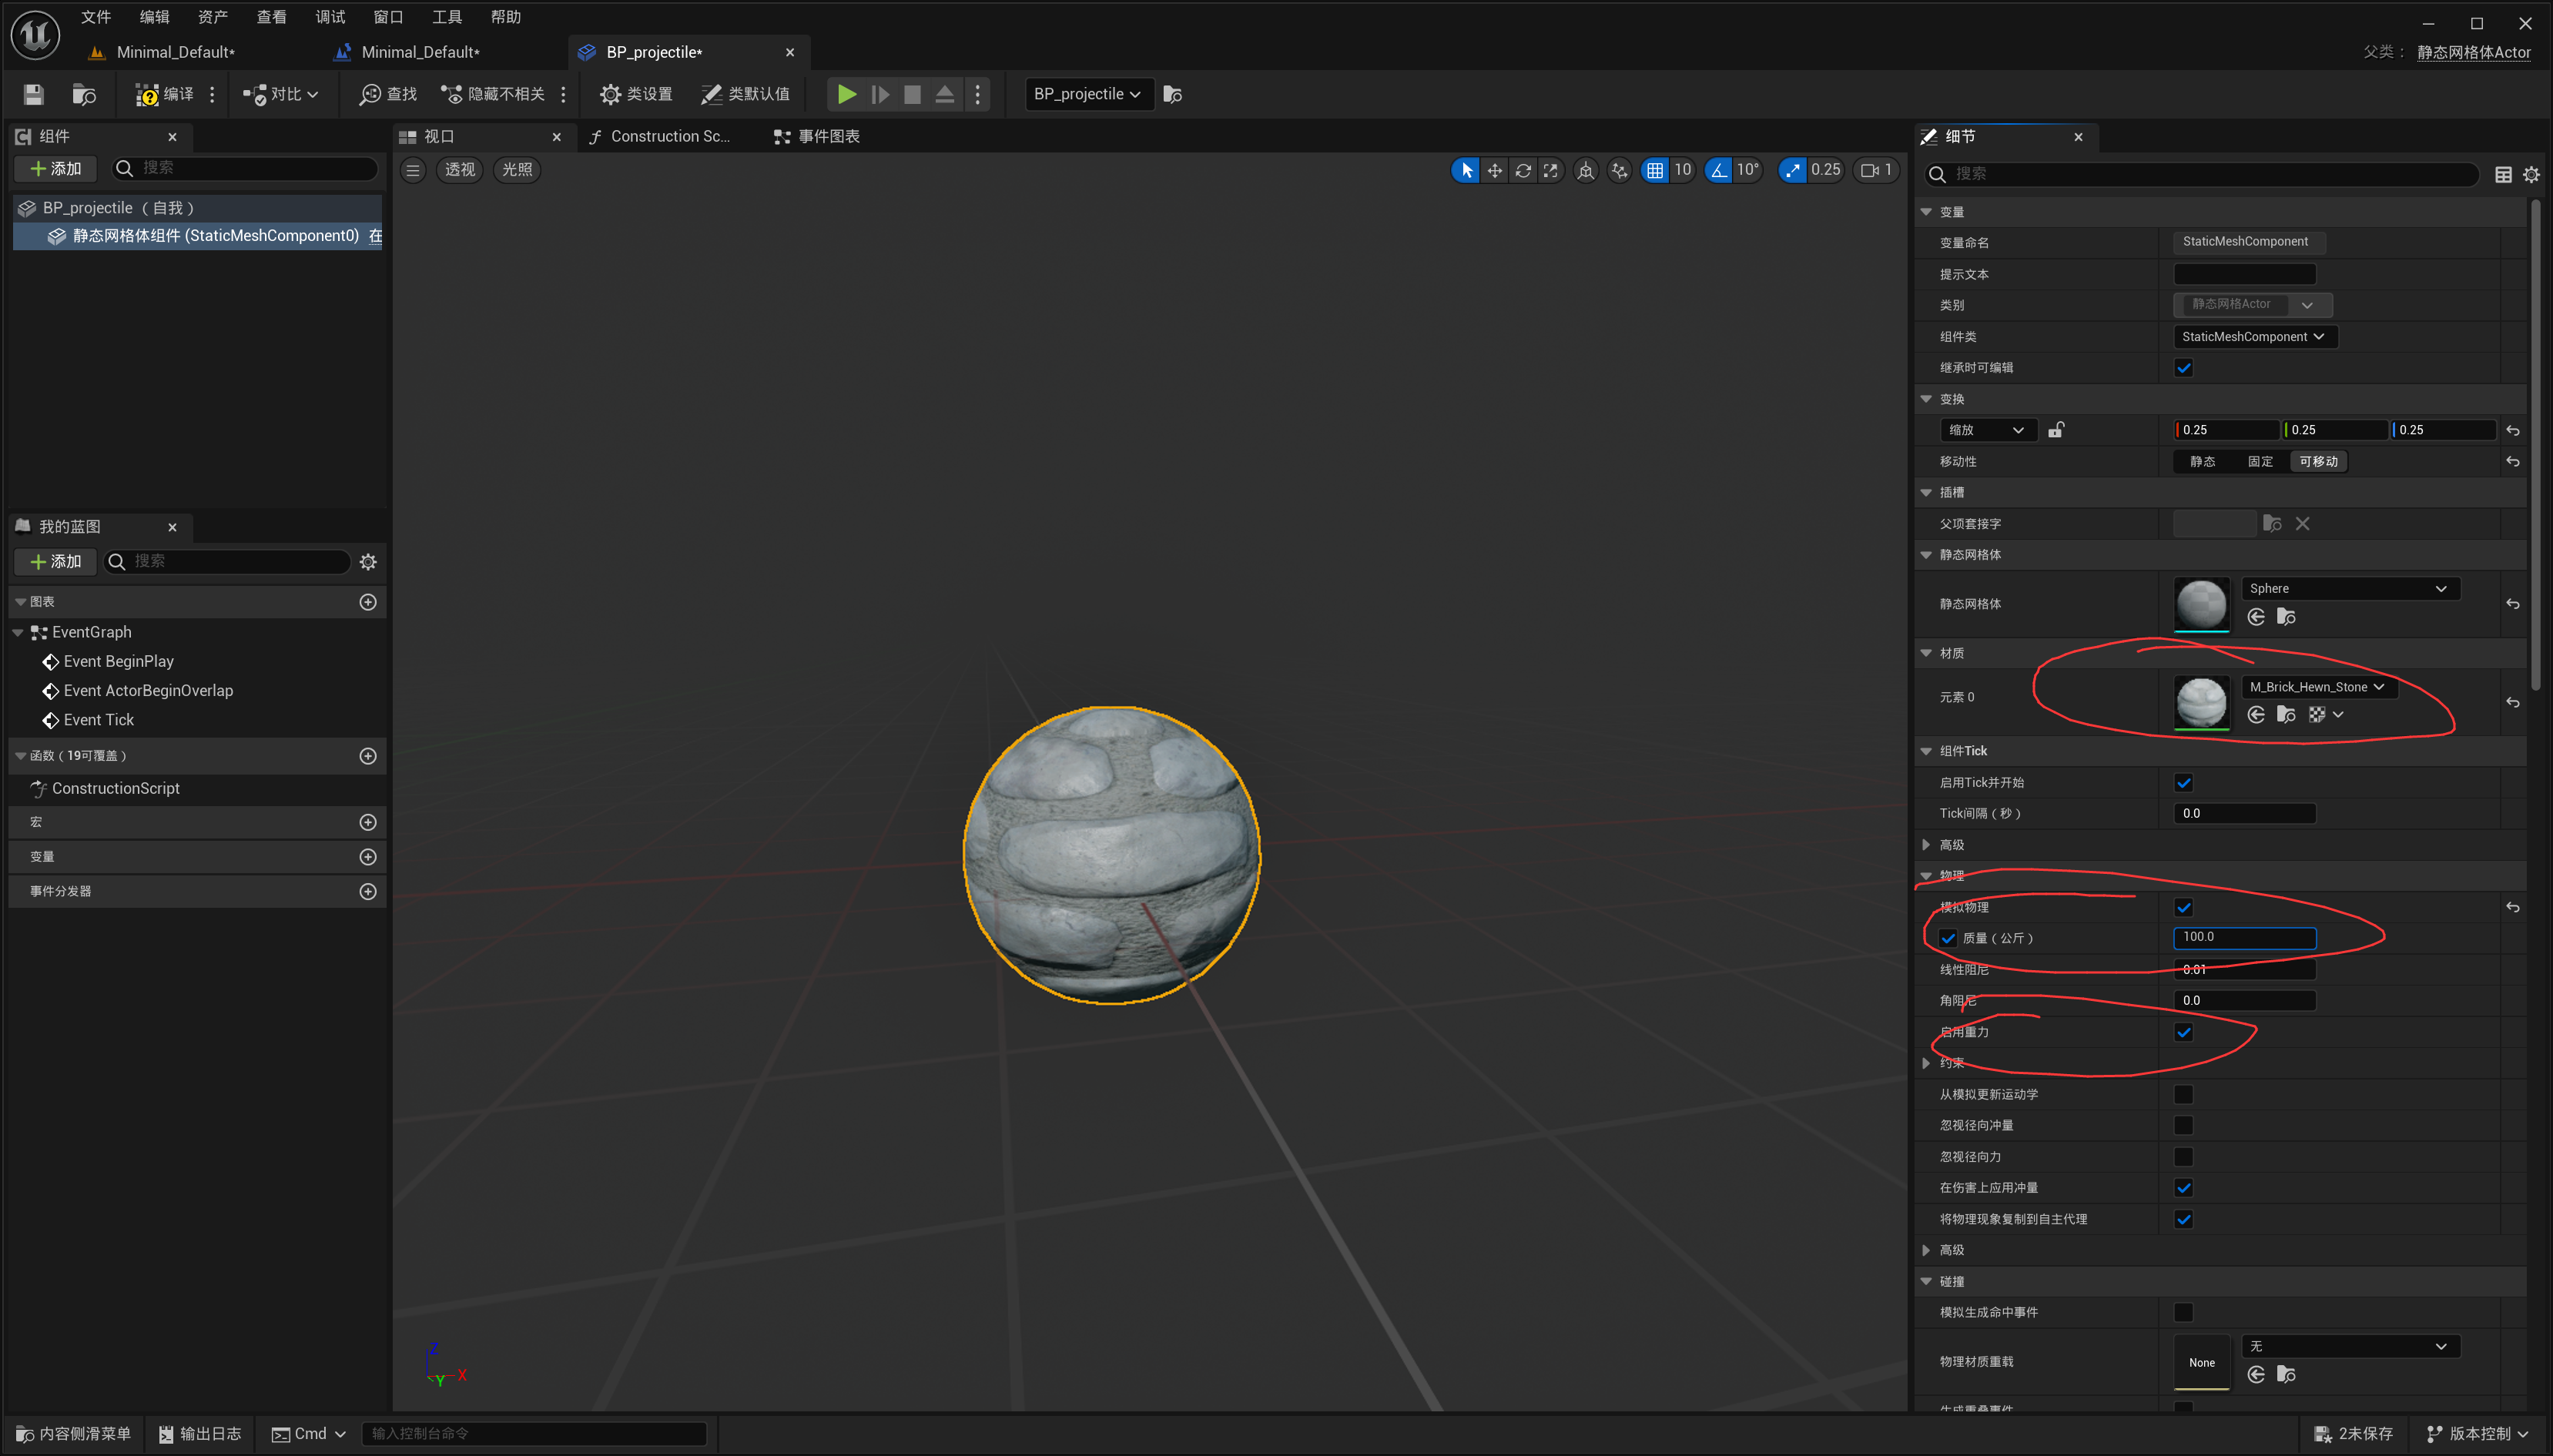 文件 编辑 资产 查看 调试 窗口 工具 帮助
Minimal_Default* Minimal_Default* BP_projectile* 父类： 静态网格体Actor
编译 对比 查找 隐藏不相关 类设置 类默认值 BP_projectile
组件
添加 搜索
BP_projectile （自我）
静态网格体组件 (StaticMeshComponent0) 在
我的蓝图
添加 搜索
图表
EventGraph
Event BeginPlay
Event ActorBeginOverlap
Event Tick
函数（19可覆盖）
ConstructionScript
宏
变量
事件分发器
视口 Construction Sc... 事件图表
透视 光照 10 10° 0.25 1
Z
Y X
细节
搜索
变量
变量命名 StaticMeshComponent
提示文本
类别 静态网格Actor
组件类 StaticMeshComponent
继承时可编辑
变换
缩放 0.25 0.25 0.25
移动性 静态 固定 可移动
插槽
父项套接字
静态网格体
静态网格体 Sphere
材质
元素 0 M_Brick_Hewn_Stone
组件Tick
启用Tick并开始
Tick间隔（秒） 0.0
高级
物理
模拟物理
质量（公斤） 100.0
线性阻尼 0.01
角阻尼 0.0
启用重力
约束
从模拟更新运动学
忽视径向冲量
忽视径向力
在伤害上应用冲量
将物理现象复制到自主代理
高级
碰撞
模拟生成命中事件
物理材质重载 None 无
生成重叠事件
内容侧滑菜单 输出日志 Cmd 输入控制台命令 2未保存 版本控制